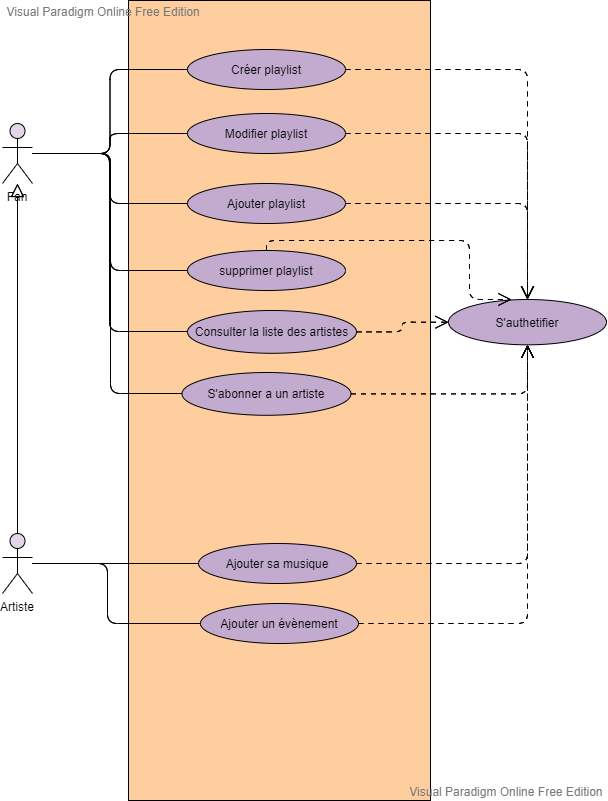 Visual Paradigm Online Free Edition
Créer playlist
Modifier playlist
Fan
Ajouter playlist
supprimer playlist
S'authetifier
Consulter la liste des artistes
S'abonner a un artiste
Ajouter sa musique
Artiste
Ajouter un évènement
Visual Paradigm Online Free Edition